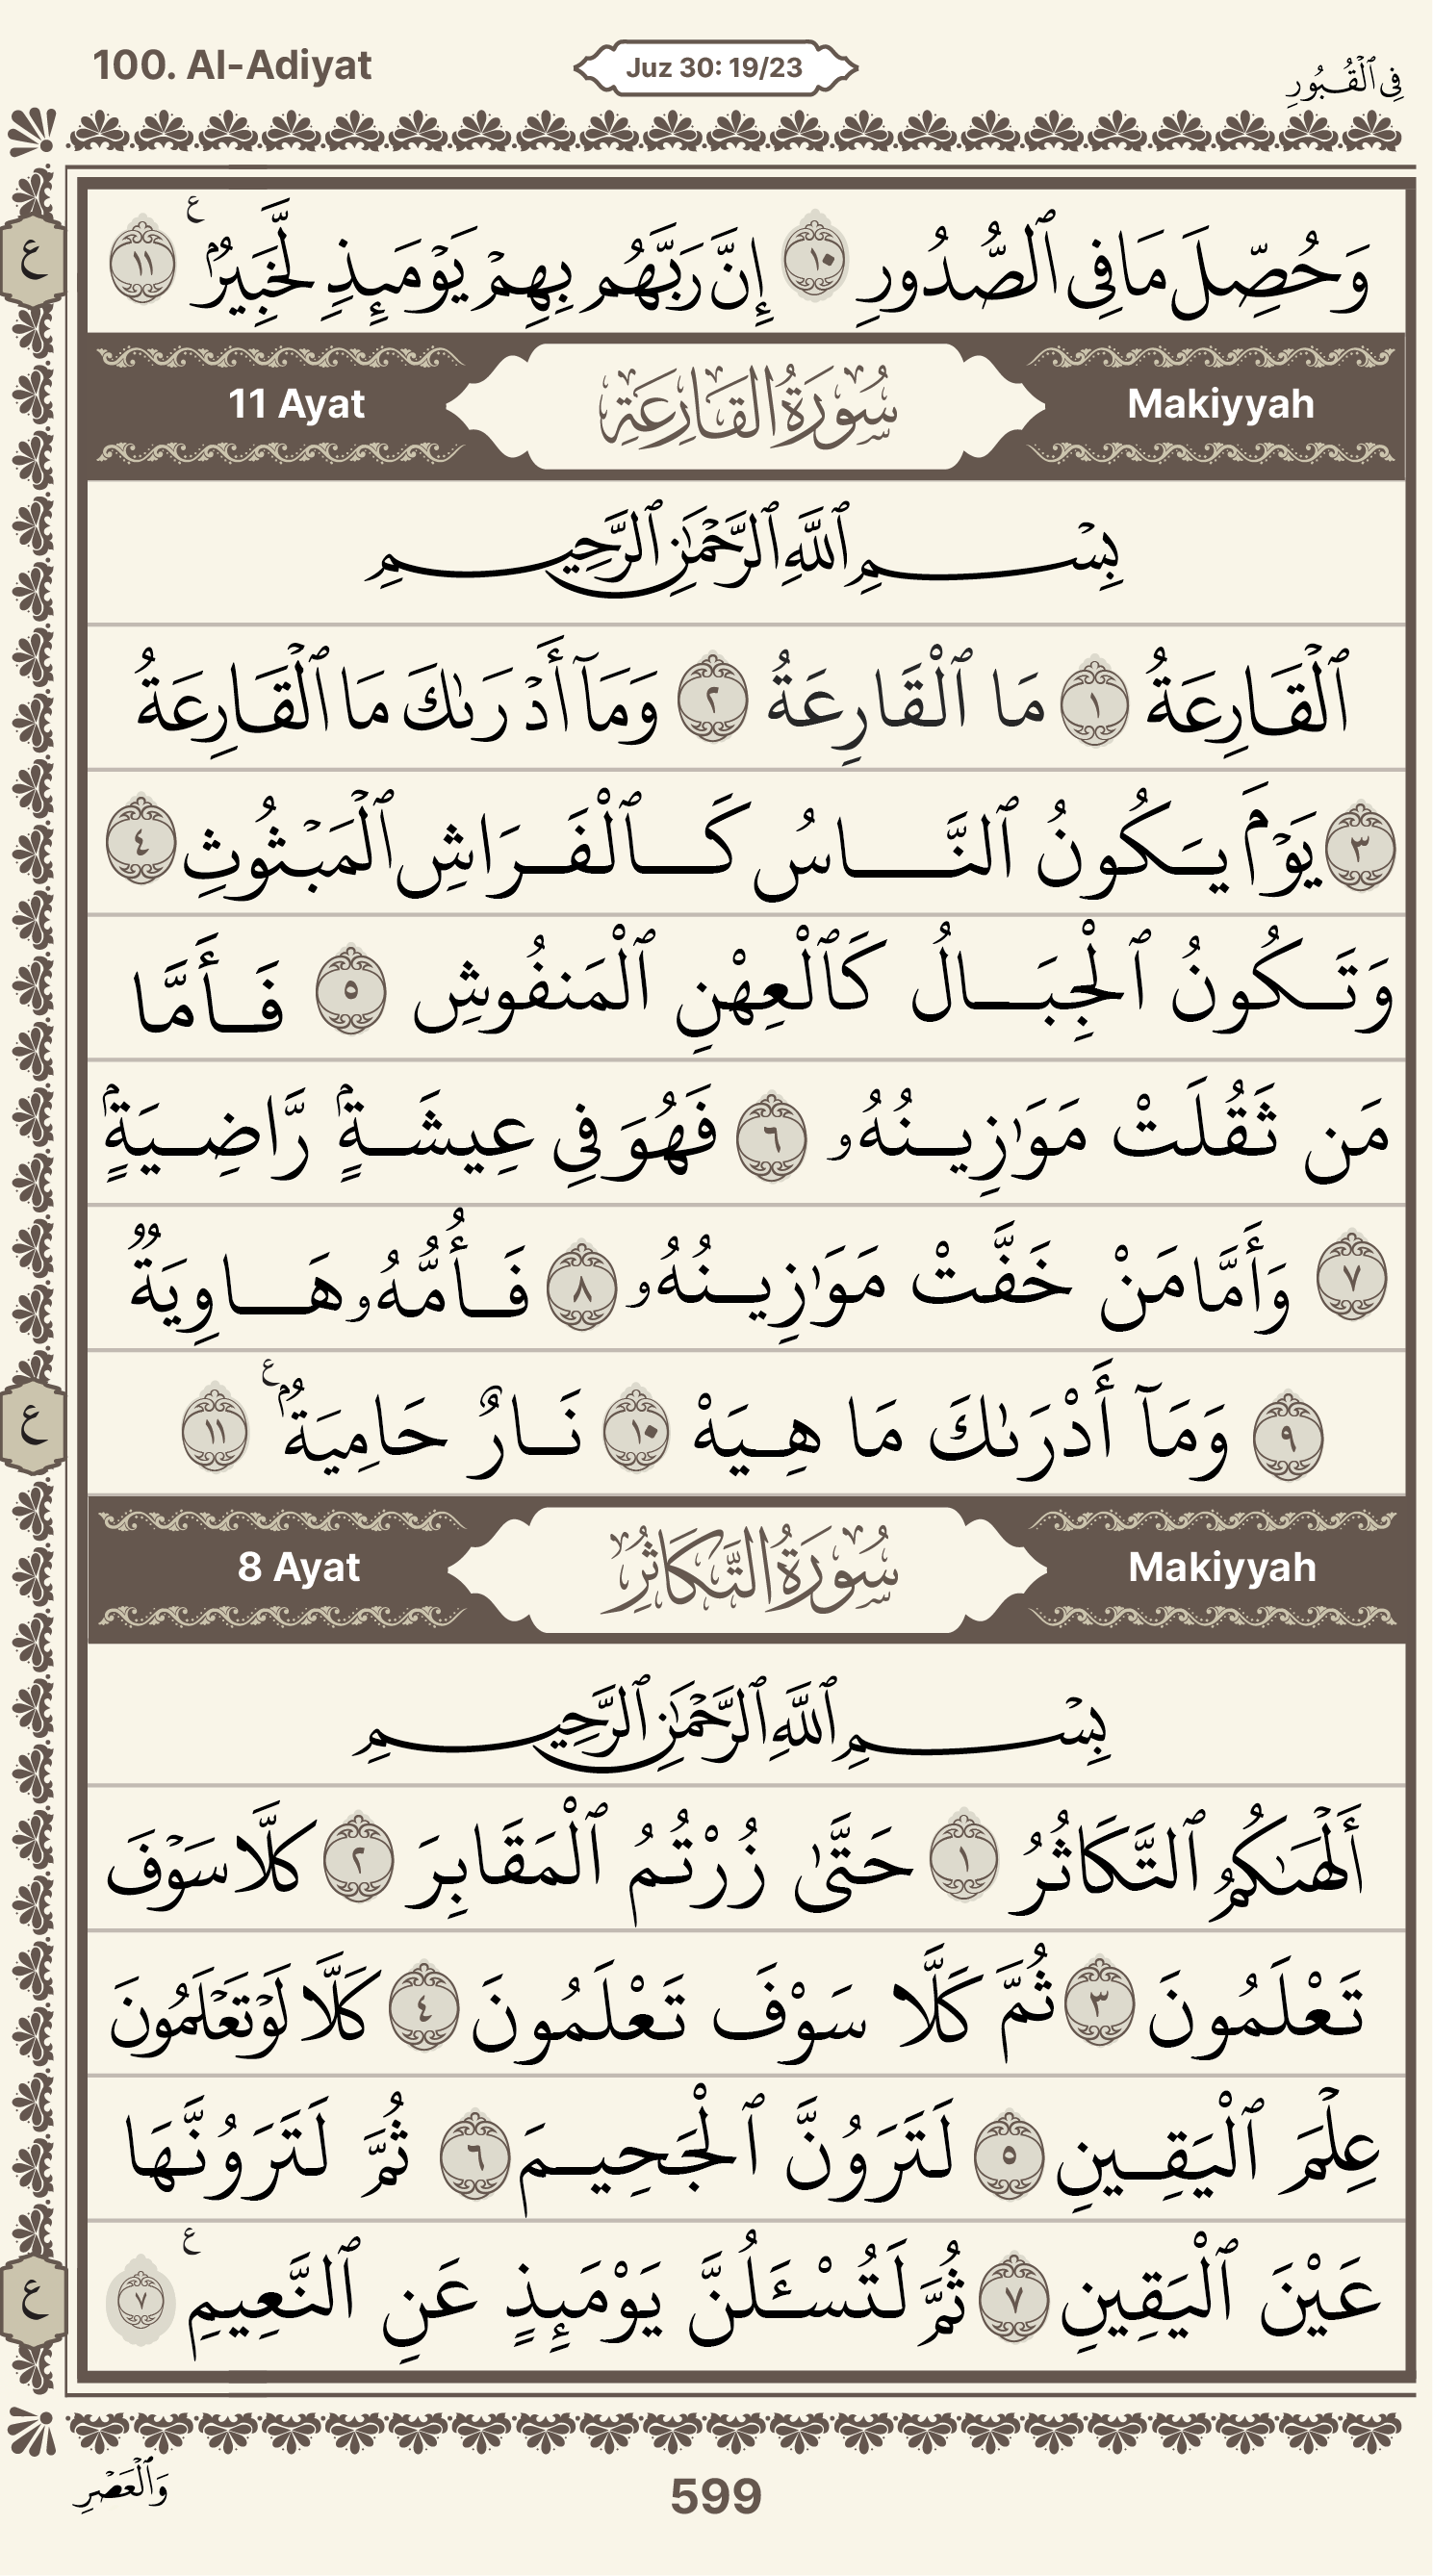 100. Al-Adiyat
Juz 30: 19/23
فِى ٱلْقُبُورِ
وَحُصِّلَ مَا فِى ٱلصُّدُورِ ١٠ إِنَّ رَبَّهُم بِهِمْ يَوْمَئِذٍ لَّخَبِيرٌۢ ۧ ١١
ع
11 Ayat
سُورَةُ القَارِعَةِ
Makiyyah
بِسْمِ ٱللَّهِ ٱلرَّحْمَٰنِ ٱلرَّحِيمِ
ٱلْقَارِعَةُ ١ مَا ٱلْقَارِعَةُ ٢ وَمَآ أَدْرَىٰكَ مَا ٱلْقَارِعَةُ
٣ يَوْمَ يَكُونُ ٱلنَّاسُ كَٱلْفَرَاشِ ٱلْمَبْثُوثِ ٤
وَتَكُونُ ٱلْجِبَالُ كَٱلْعِهْنِ ٱلْمَنفُوشِ ٥ فَأَمَّا
مَن ثَقُلَتْ مَوَٰزِينُهُۥ ٦ فَهُوَ فِى عِيشَةٍۢ رَّاضِيَةٍۢ
٧ وَأَمَّا مَنْ خَفَّتْ مَوَٰزِينُهُۥ ٨ فَأُمُّهُۥ هَاوِيَةٌۭ
٩ وَمَآ أَدْرَىٰكَ مَا هِيَهْ ١٠ نَارٌ حَامِيَةٌۢ ع ١١
ع
8 Ayat
سُورَةُ التَّكَاثُرِ
Makiyyah
بِسْمِ ٱللَّهِ ٱلرَّحْمَٰنِ ٱلرَّحِيمِ
أَلْهَىٰكُمُ ٱلتَّكَاثُرُ ١ حَتَّىٰ زُرْتُمُ ٱلْمَقَابِرَ ٢ كَلَّا سَوْفَ
تَعْلَمُونَ ٣ ثُمَّ كَلَّا سَوْفَ تَعْلَمُونَ ٤ كَلَّا لَوْ تَعْلَمُونَ
عِلْمَ ٱلْيَقِينِ ٥ لَتَرَوُنَّ ٱلْجَحِيمَ ٦ ثُمَّ لَتَرَوُنَّهَا
عَيْنَ ٱلْيَقِينِ ٧ ثُمَّ لَتُسْـَٔلُنَّ يَوْمَئِذٍ عَنِ ٱلنَّعِيمِ ع ٧
ع
وَٱلْعَصْرِ
599